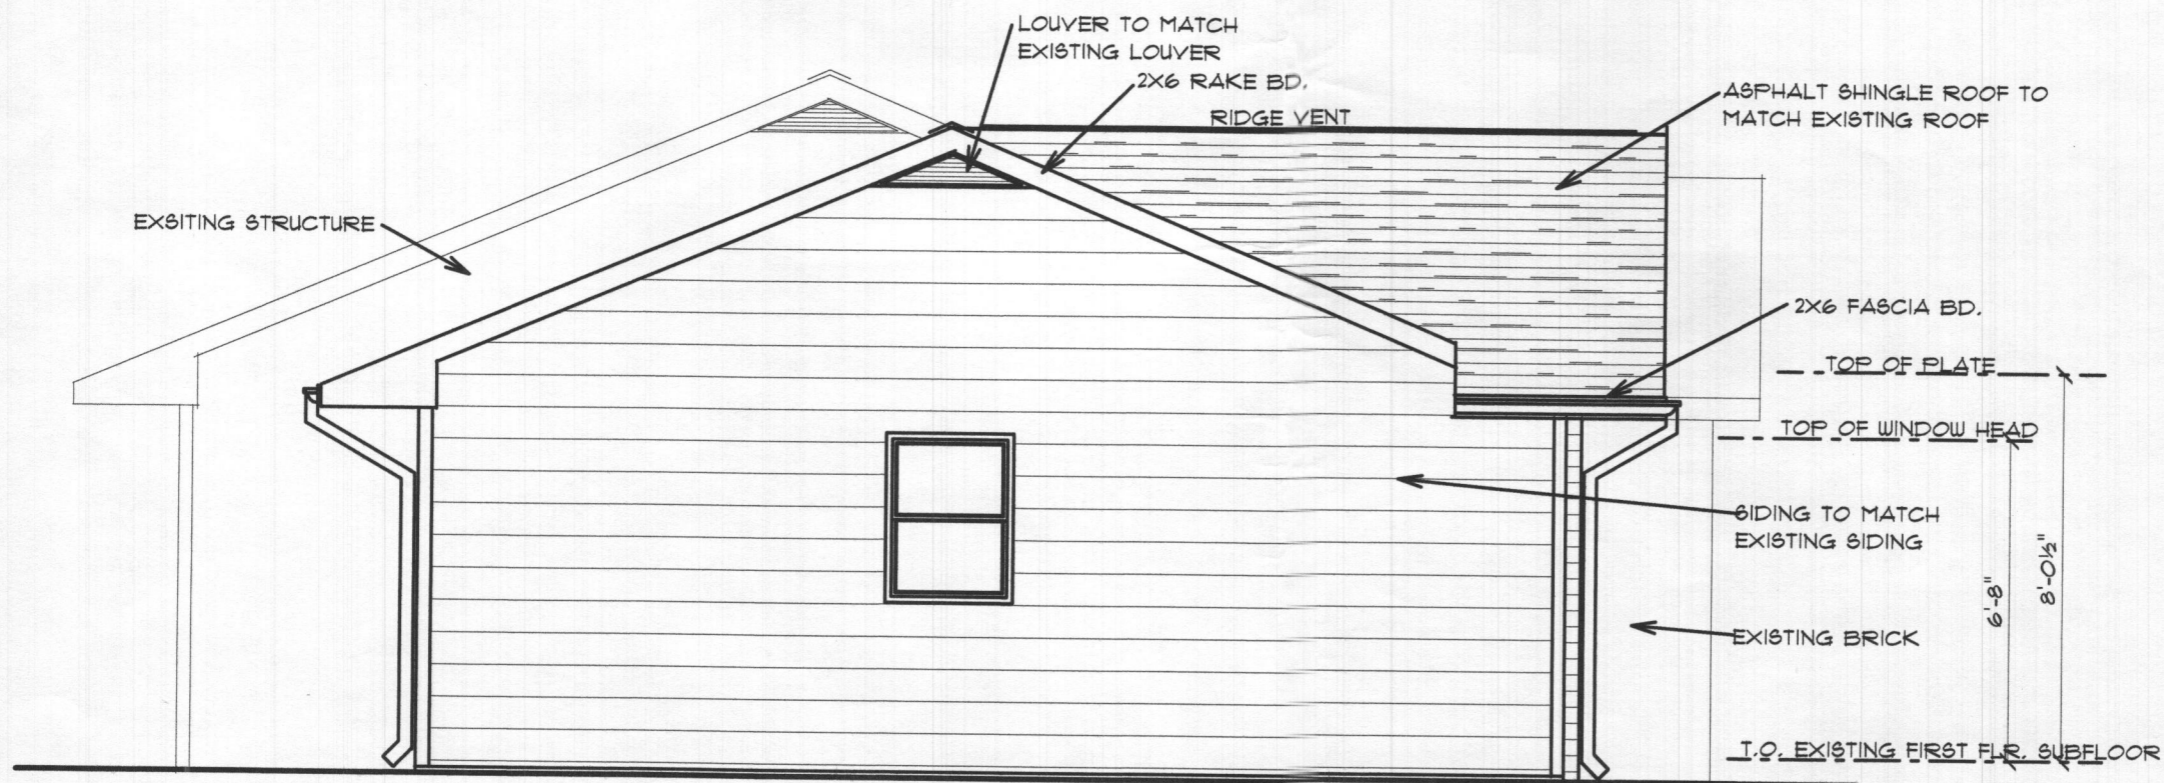 LOUVER TO MATCH
EXISTING LOUVER
2X6 RAKE BD.
RIDGE VENT
ASPHALT SHINGLE ROOF TO
MATCH EXISTING ROOF
EXSITING STRUCTURE
2X6 FASCIA BD.
TOP OF PLATE
TOP OF WINDOW HEAD
SIDING TO MATCH
EXISTING SIDING
6'-8"
8'-0½"
EXISTING BRICK
T.O. EXISTING FIRST FLR. SUBFLOOR